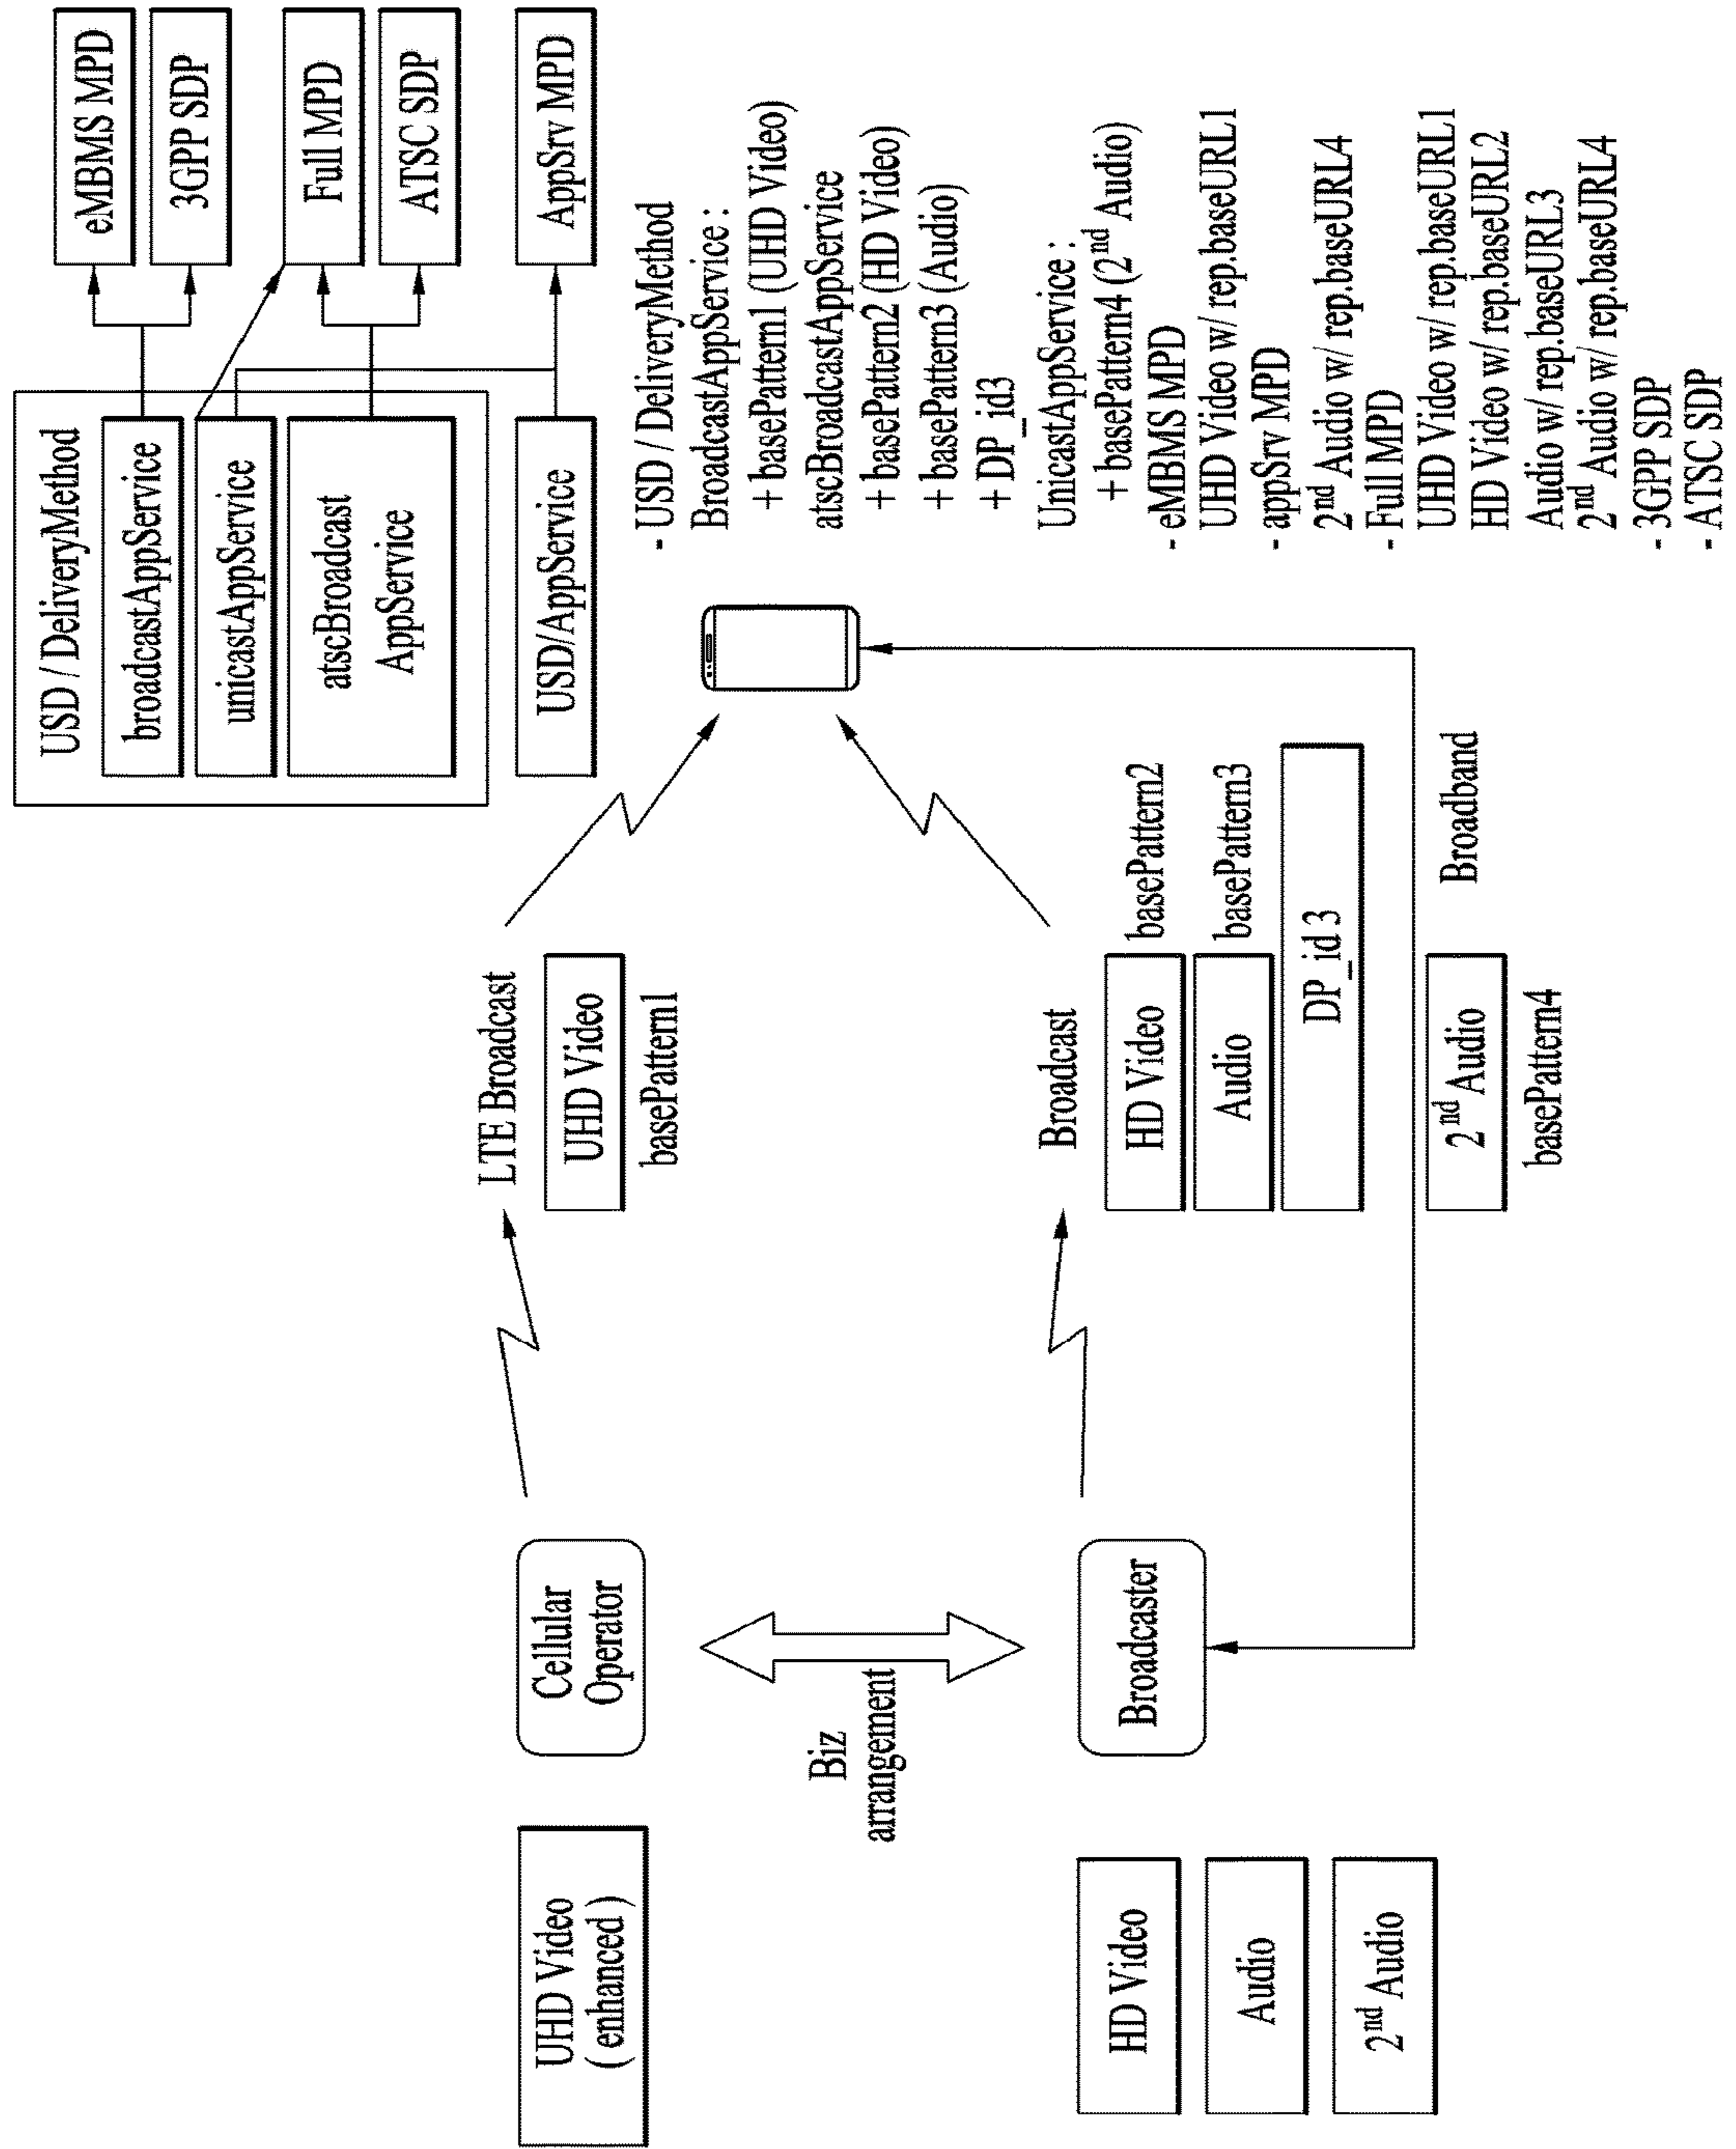 UHD Video
( enhanced )
HD Video
Audio
2nd Audio
Cellular
Operator
Biz
arrangement
Broadcaster
LTE Broadcast
UHD Video
basePattern1
Broadcast
HD Video
basePattern2
Audio
basePattern3
DP_id 3
Broadband
2nd Audio
basePattern4
USD / DeliveryMethod
broadcastAppService
unicastAppService
atscBroadcast
AppService
USD/AppService
eMBMS MPD
3GPP SDP
Full MPD
ATSC SDP
AppSrv MPD
- USD / DeliveryMethod
BroadcastAppService :
+ basePattern1 (UHD Video)
atscBroadcastAppService
+ basePattern2 (HD Video)
+ basePattern3 (Audio)
+ DP_id3
UnicastAppService :
+ basePattern4 (2nd Audio)
- eMBMS MPD
UHD Video w/ rep.baseURL1
- appSrv MPD
2nd Audio w/ rep.baseURL4
- Full MPD
UHD Video w/ rep.baseURL1
HD Video w/ rep.baseURL2
Audio w/ rep.baseURL3
2nd Audio w/ rep.baseURL4
- 3GPP SDP
- ATSC SDP